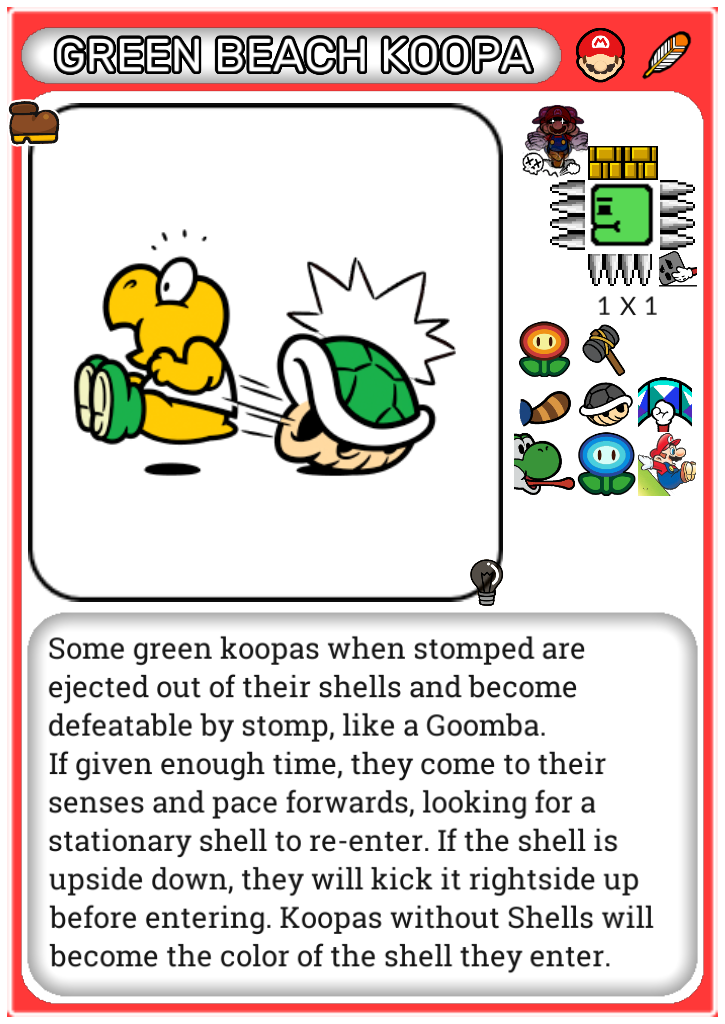 GREEN BEACH KOOPA
1 X 1
Some green koopas when stomped are
ejected out of their shells and become
defeatable by stomp, like a Goomba.
If given enough time, they come to their
senses and pace forwards, looking for a
stationary shell to re-enter. If the shell is
upside down, they will kick it rightside up
before entering. Koopas without Shells will
become the color of the shell they enter.